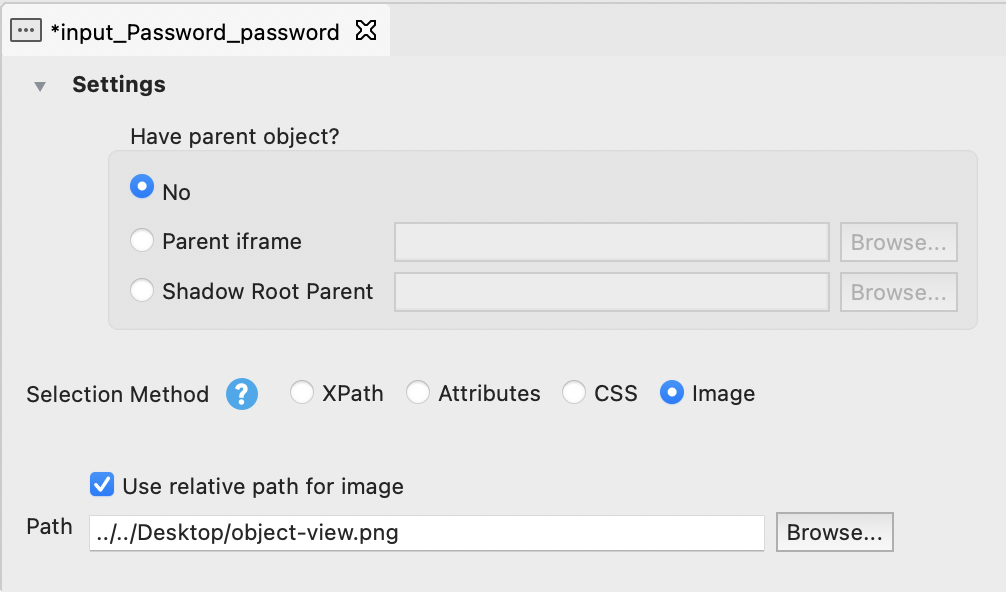 *input_Password_password
Settings
Have parent object?
No
Parent iframe Browse...
Shadow Root Parent Browse...
Selection Method ? XPath Attributes CSS Image
Use relative path for image
Path ../../Desktop/object-view.png Browse...